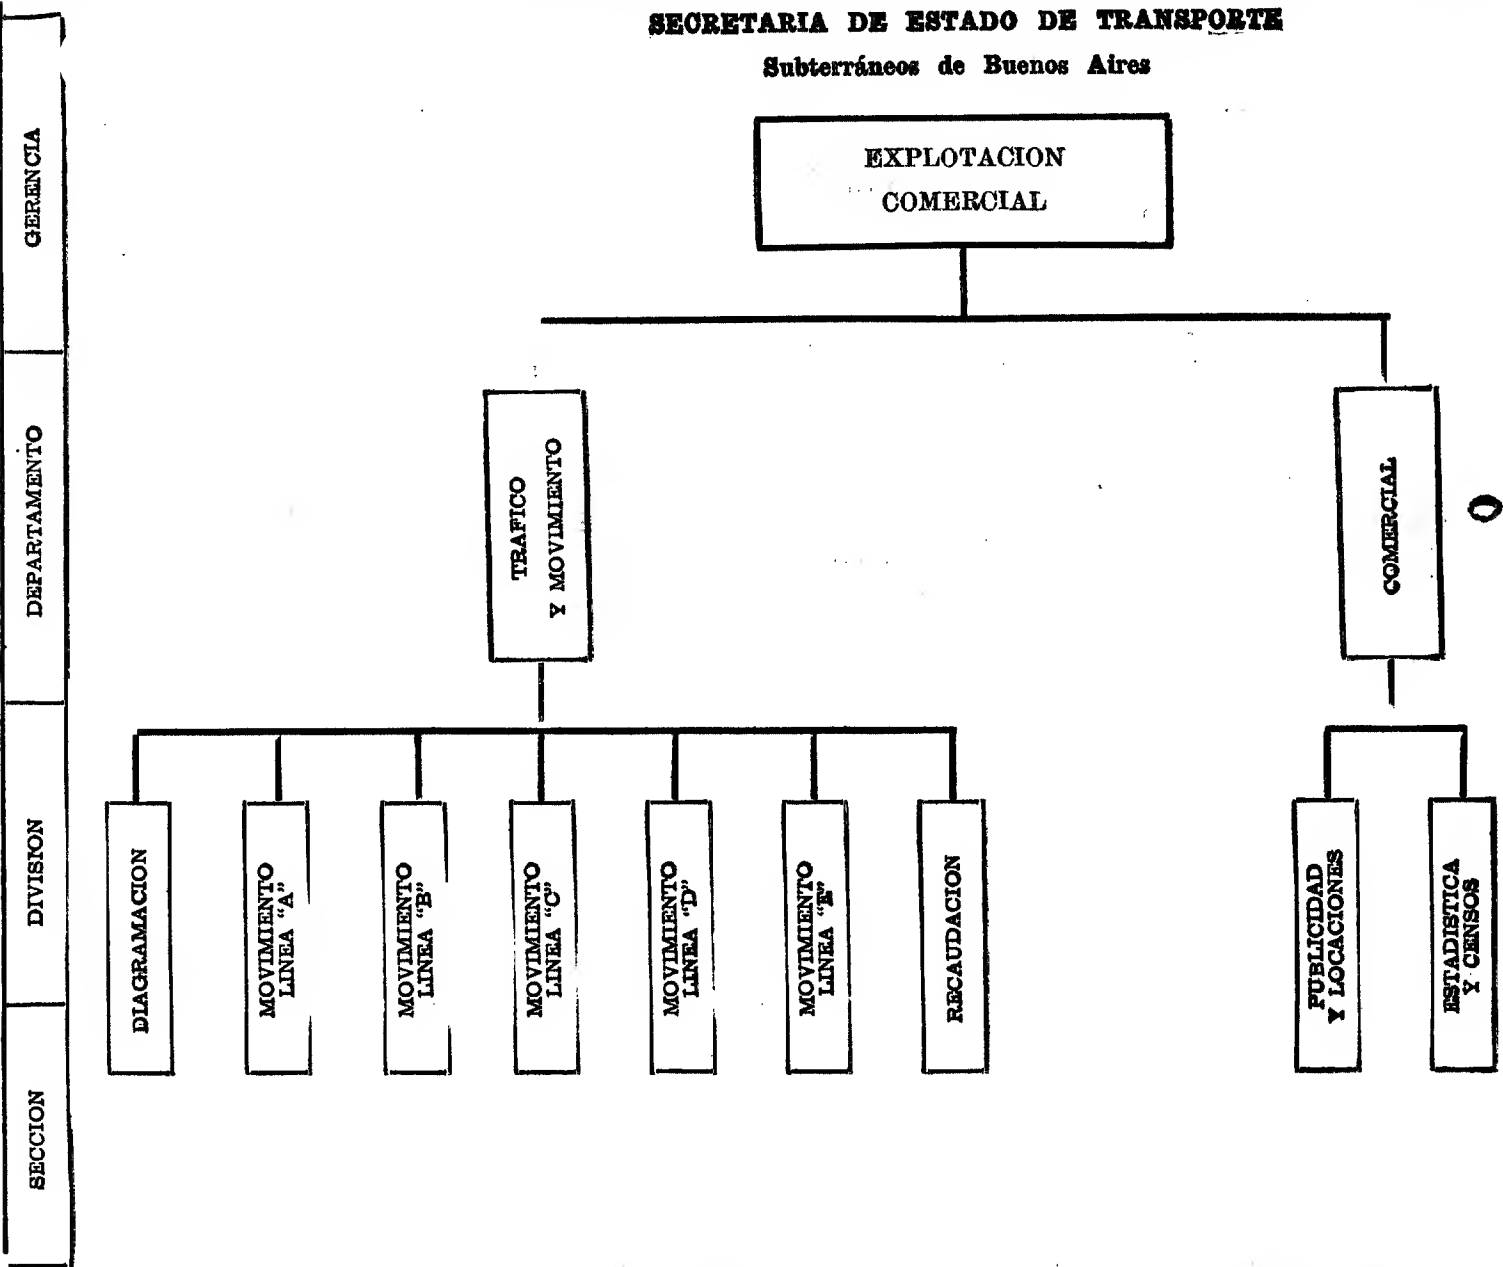 SECRETARIA DE ESTADO DE TRANSPORTE
Subterráneos de Buenos Aires
GERENCIA
EXPLOTACION
COMERCIAL
DEPARTAMENTO
TRAFICO
Y MOVIMIENTO
COMERCIAL
O
DIVISION
DIAGRAMACION
MOVIMIENTO
LINEA "A"
MOVIMIENTO
LINEA "B"
MOVIMIENTO
LINEA "C"
MOVIMIENTO
LINEA "D"
MOVIMIENTO
LINEA "E"
RECAUDACION
PUBLICIDAD
Y LOCACIONES
ESTADISTICA
Y CENSOS
SECCION